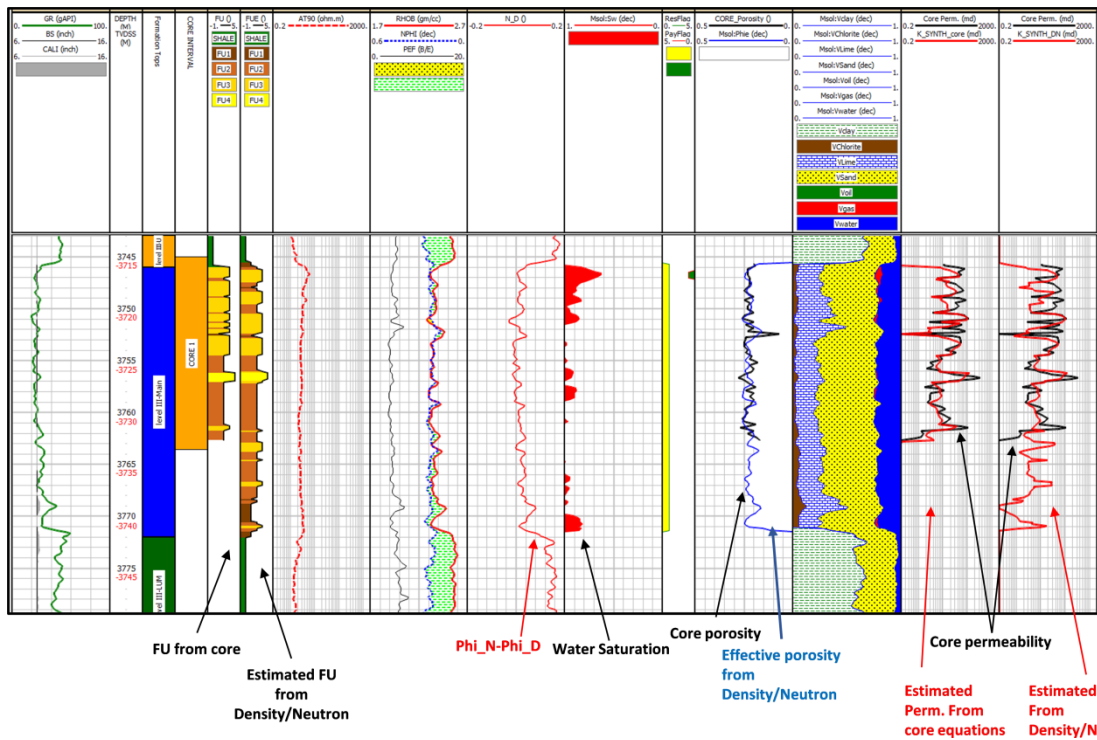 GR (gAPI)
0. 100.
BS (inch)
6. 16.
CALI (inch)
6. 16.
DEPTH
(M)
TVDSS
(M)
Formation Tops
CORE INTERVAL
FU ()
-1. 5.
SHALE
FU1
FU2
FU3
FU4
FUE ()
-1. 5.
SHALE
FU1
FU2
FU3
FU4
AT90 (ohm.m)
0.2 2000.
RHOB (gm/cc)
1.7 2.7
NPHI (dec)
0.6 0.
PEF (B/E)
0. 20.
N_D ()
Msol:Sw (dec)
1. 0.
ResFlag
0. 5.
PayFlag
5. 0.
CORE_Porosity ()
0.5 0.
Msol:Phie (dec)
0.5 0.
Msol:Vclay (dec)
0. 1.
Msol:VChlorite (dec)
0. 1.
Msol:VLime (dec)
0. 1.
Msol:VSand (dec)
0. 1.
Msol:Voil (dec)
0. 1.
Msol:Vgas (dec)
0. 1.
Msol:Vwater (dec)
0. 1.
Vclay
VChlorite
VLime
VSand
Voil
Vgas
Vwater
Core Perm. (md)
0.2 2000.
K_SYNTH_core (md)
0.2 2000.
Core Perm. (md)
0.2 2000.
K_SYNTH_DN (md)
0.2 2000.
3745
-3715
3750
-3720
3755
-3725
3760
-3730
3765
-3735
3770
-3740
3775
-3745
level III-U
level III-Main
level III-LUM
CORE 1
FU from core
Estimated FU
from
Density/Neutron
Phi_N-Phi_D
Water Saturation
Core porosity
Effective porosity
from
Density/Neutron
Core permeability
Estimated
Perm. From
core equations
Estimated
From
Density/N